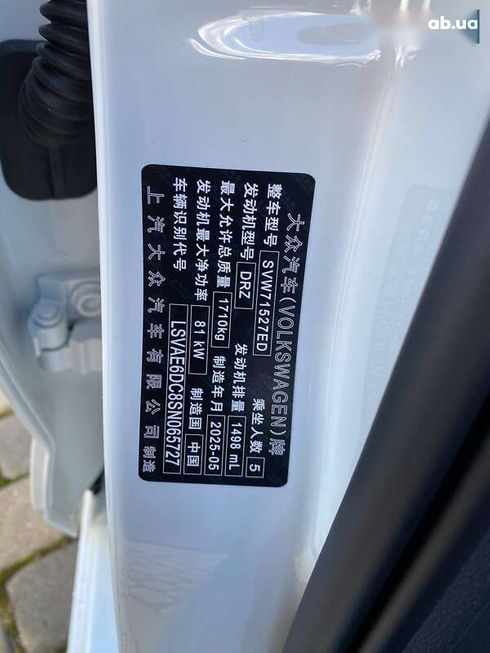 ab.ua
大众汽车(VOLKSWAGEN)牌
整车型号 SVW71527ED 乘坐人数 5
发动机型号 DRZ 发动机排量 1498 mL
最大允许总质量 1710kg 制造年月 2025-05
发动机最大净功率 81 kW 制造国 中国
车辆识别代号 LSVAE6DC8SN065727
上汽大众汽车有限公司 制造